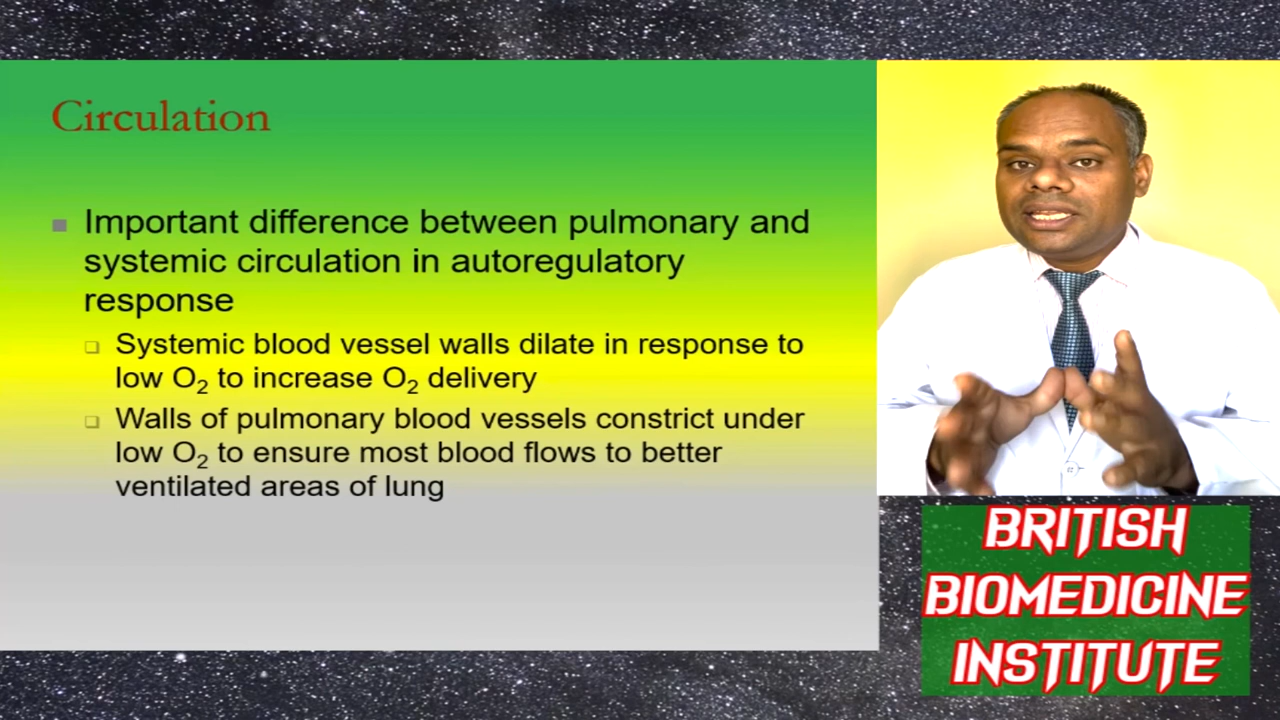 Circulation
Important difference between pulmonary and
systemic circulation in autoregulatory
response
Systemic blood vessel walls dilate in response to
low O₂ to increase O₂ delivery
Walls of pulmonary blood vessels constrict under
low O₂ to ensure most blood flows to better
ventilated areas of lung
BRITISH
BIOMEDICINE
INSTITUTE